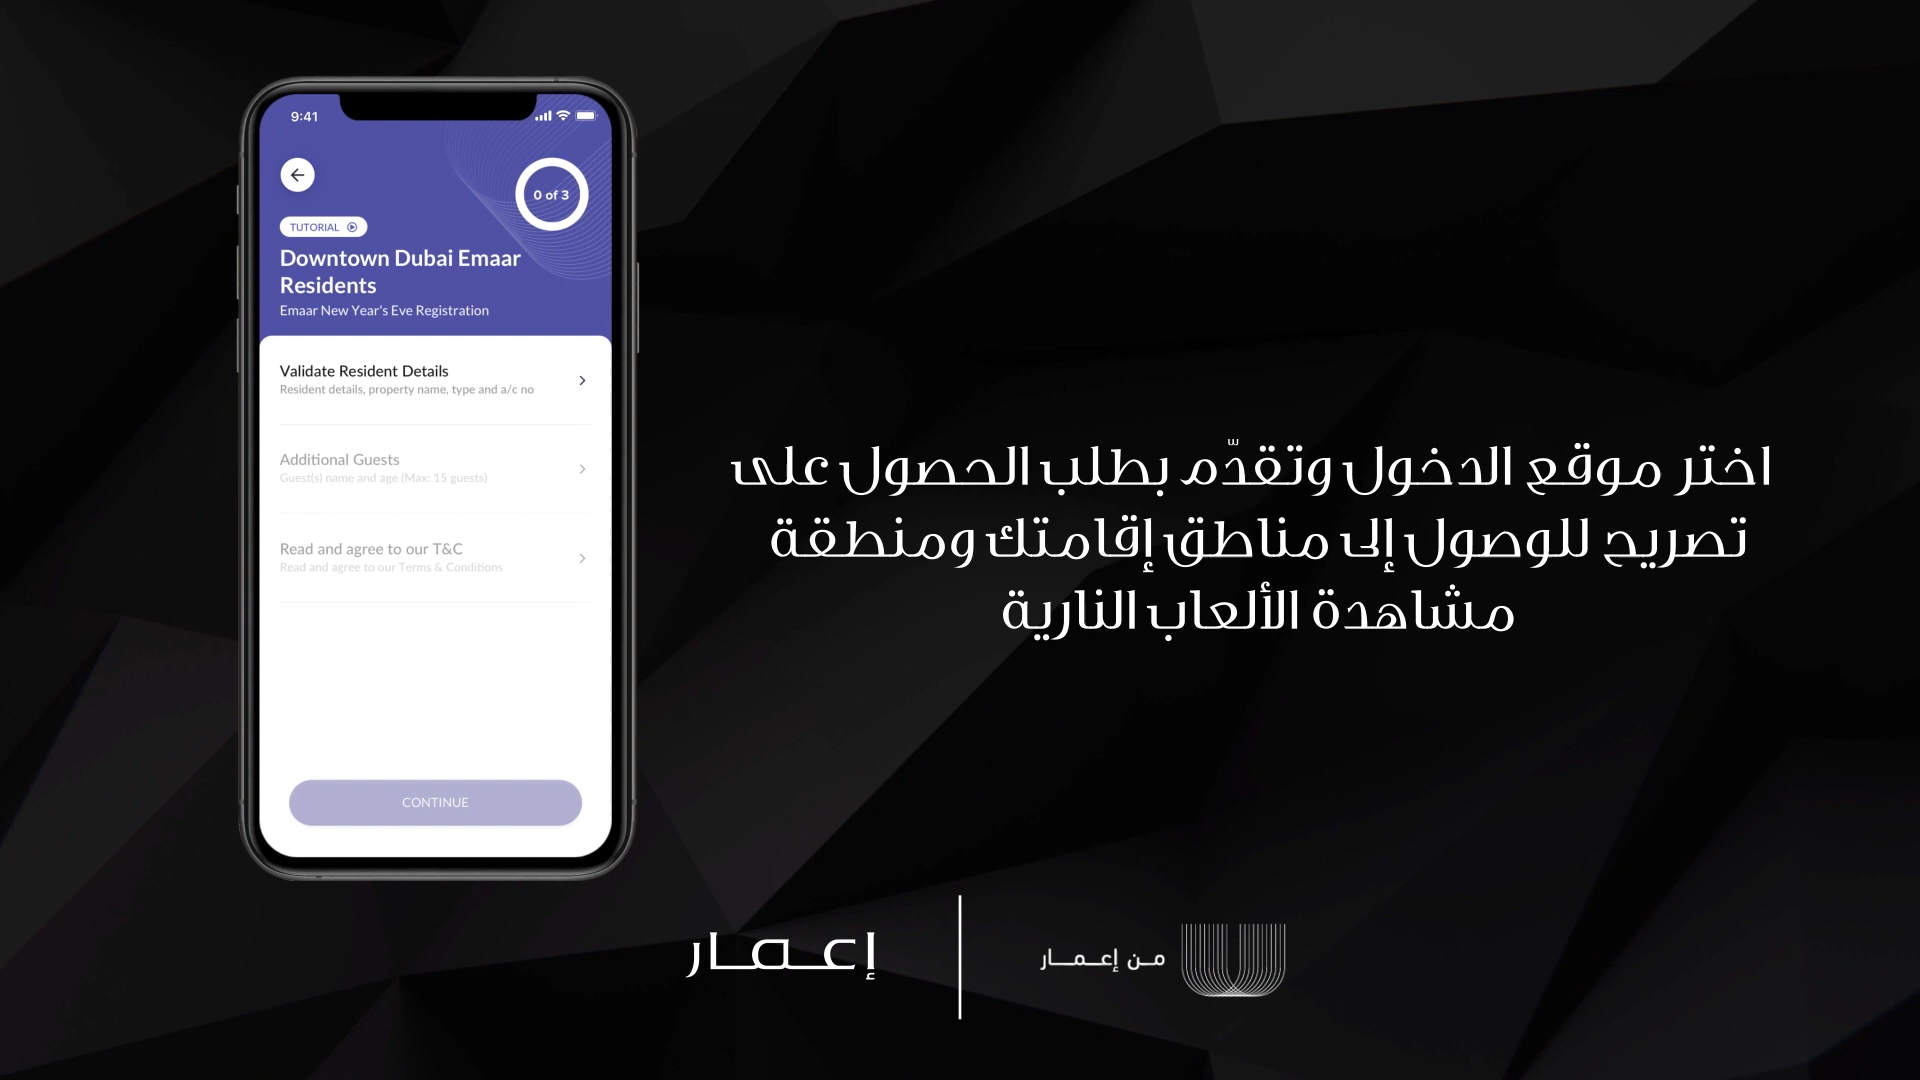 9:41
0 of 3
TUTORIAL
Downtown Dubai Emaar
Residents
Emaar New Year's Eve Registration
Validate Resident Details
Resident details, property name, type and a/c no
Additional Guests
Guest(s) name and age (Max: 15 guests)
Read and agree to our T&C
Read and agree to our Terms & Conditions
CONTINUE
اختر موقع الدخول وتقدّم بطلب الحصول على
تصريح للوصول إلى مناطق إقامتك ومنطقة
مشاهدة الألعاب النارية
إعمار
U من إعمار